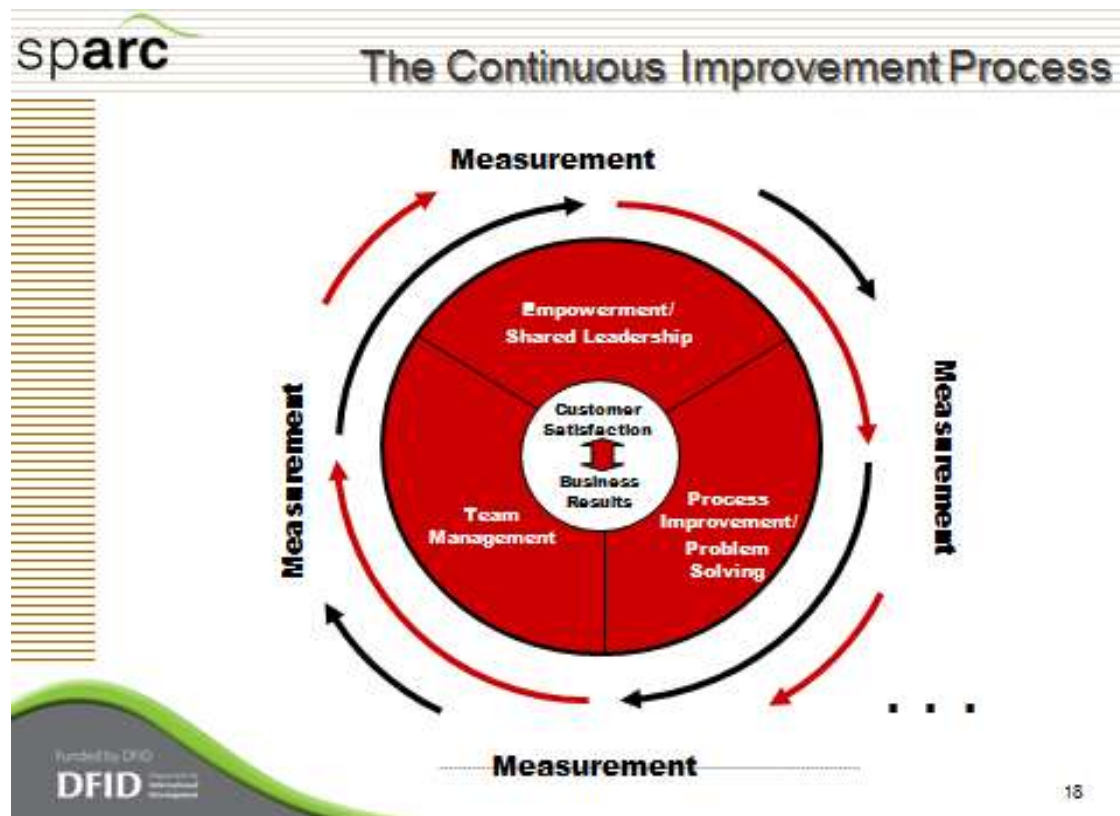 sparc
The Continuous Improvement Process
Measurement
Empowerment/
Shared Leadership
Measurement
Measurement
Customer
Satisfaction
Business
Results
Team
Management
Process
Improvement/
Problem
Solving
. . .
Measurement
Funded by DFID
DFID
18